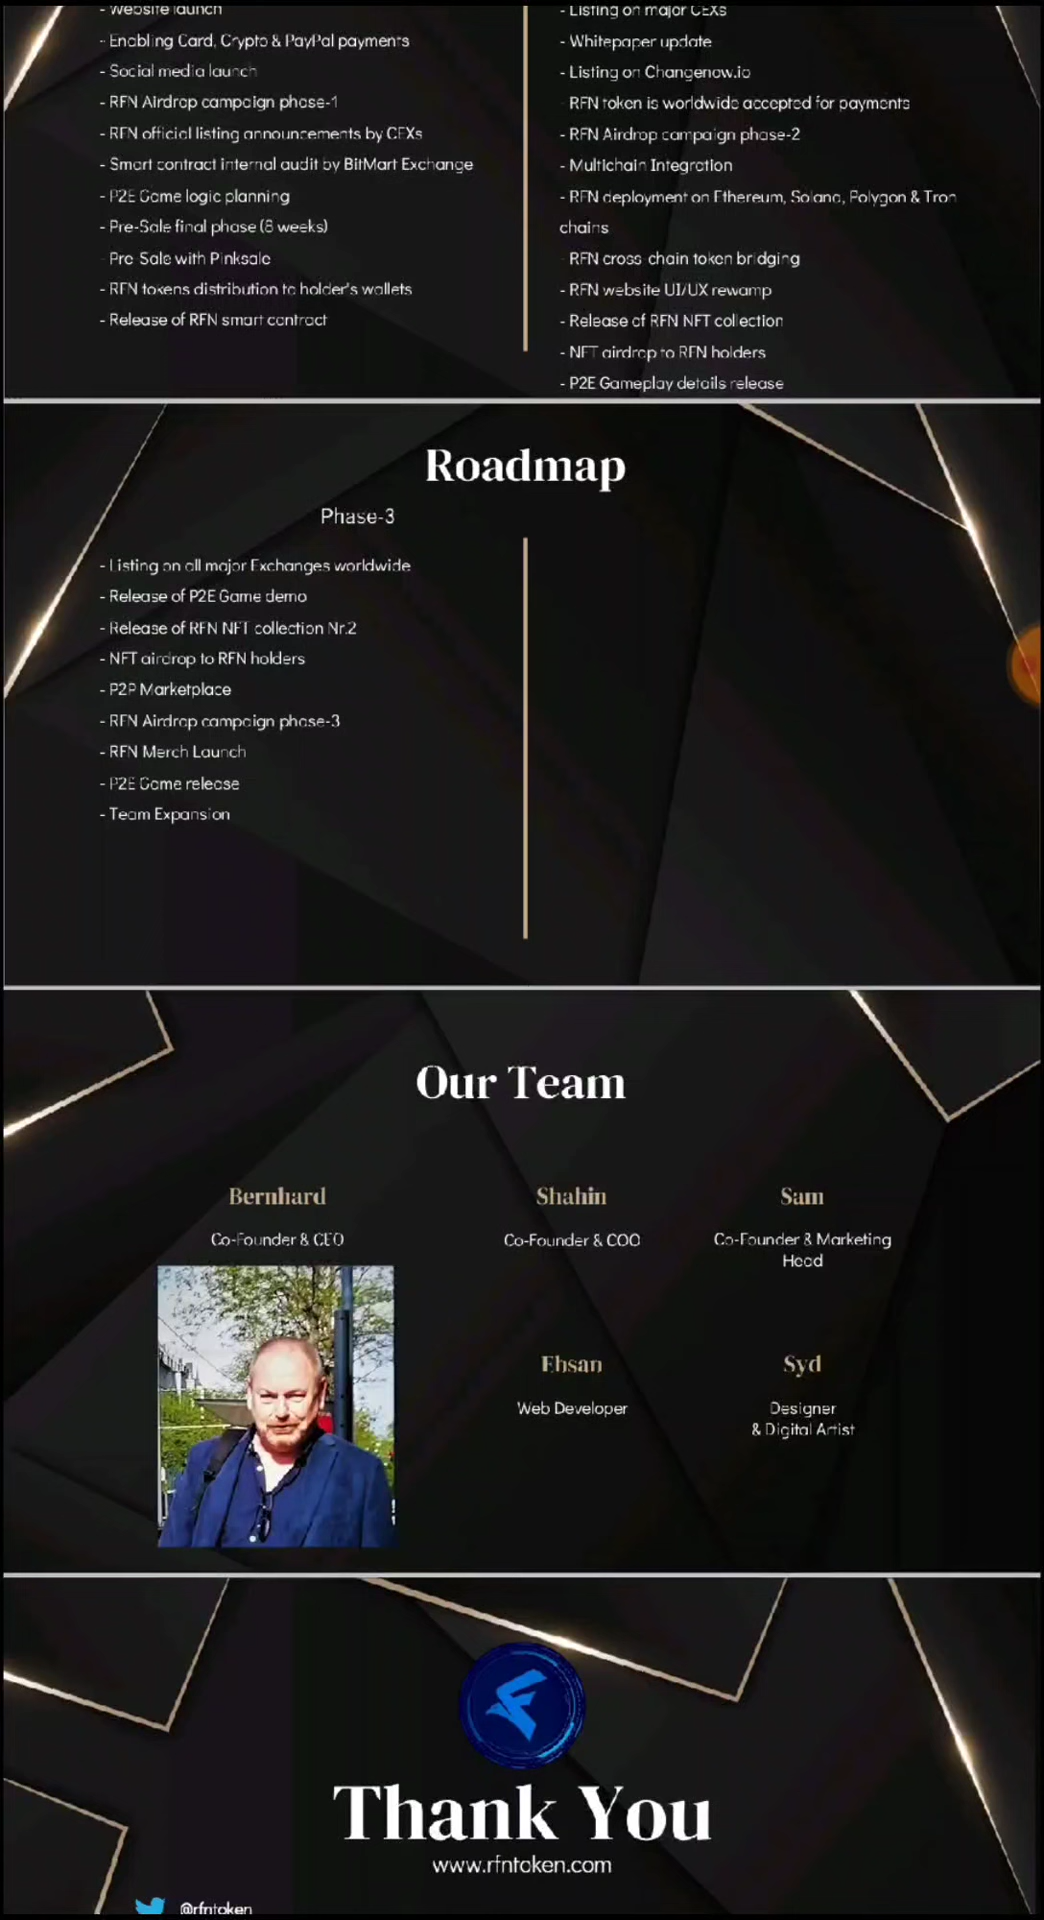 - Website launch
- Enabling Card, Crypto & PayPal payments
- Social media launch
- RFN Airdrop campaign phase-1
- RFN official listing announcements by CEXs
- Smart contract internal audit by BitMart Exchange
- P2E Game logic planning
- Pre-Sale final phase (6 weeks)
- Pre-Sale with Pinksale
- RFN tokens distribution to holder's wallets
- Release of RFN smart contract
- Listing on major CEXs
- Whitepaper update
- Listing on Changenow.io
- RFN token is worldwide accepted for payments
- RFN Airdrop campaign phase-2
- Multichain Integration
- RFN deployment on Ethereum, Solana, Polygon & Tron
chains
- RFN cross-chain token bridging
- RFN website UI/UX rewamp
- Release of RFN NFT collection
- NFT airdrop to RFN holders
- P2E Gameplay details release
Roadmap
Phase-3
- Listing on all major Exchanges worldwide
- Release of P2E Game demo
- Release of RFN NFT collection Nr.2
- NFT airdrop to RFN holders
- P2P Marketplace
- RFN Airdrop campaign phase-3
- RFN Merch Launch
- P2E Game release
- Team Expansion
Our Team
Bernhard
Co-Founder & CEO
Shahin
Co-Founder & COO
Sam
Co-Founder & Marketing
Head
Ehsan
Web Developer
Syd
Designer
& Digital Artist
Thank You
www.rfntoken.com
@rfntoken